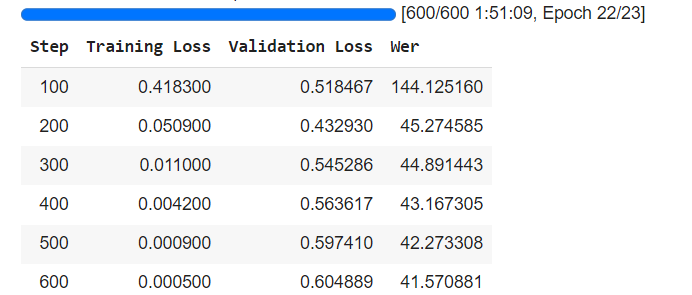 [600/600 1:51:09, Epoch 22/23]
Step Training Loss Validation Loss Wer
100 0.418300 0.518467 144.125160
200 0.050900 0.432930 45.274585
300 0.011000 0.545286 44.891443
400 0.004200 0.563617 43.167305
500 0.000900 0.597410 42.273308
600 0.000500 0.604889 41.570881